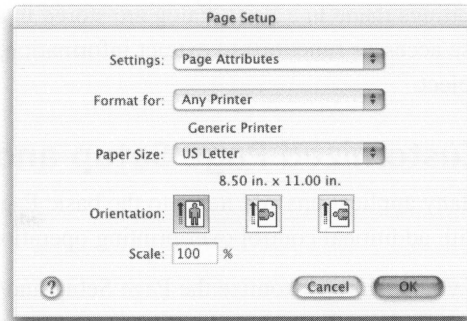 Page Setup
Settings: Page Attributes
Format for: Any Printer
Generic Printer
Paper Size: US Letter
8.50 in. x 11.00 in.
Orientation:
Scale: 100 %
? Cancel OK